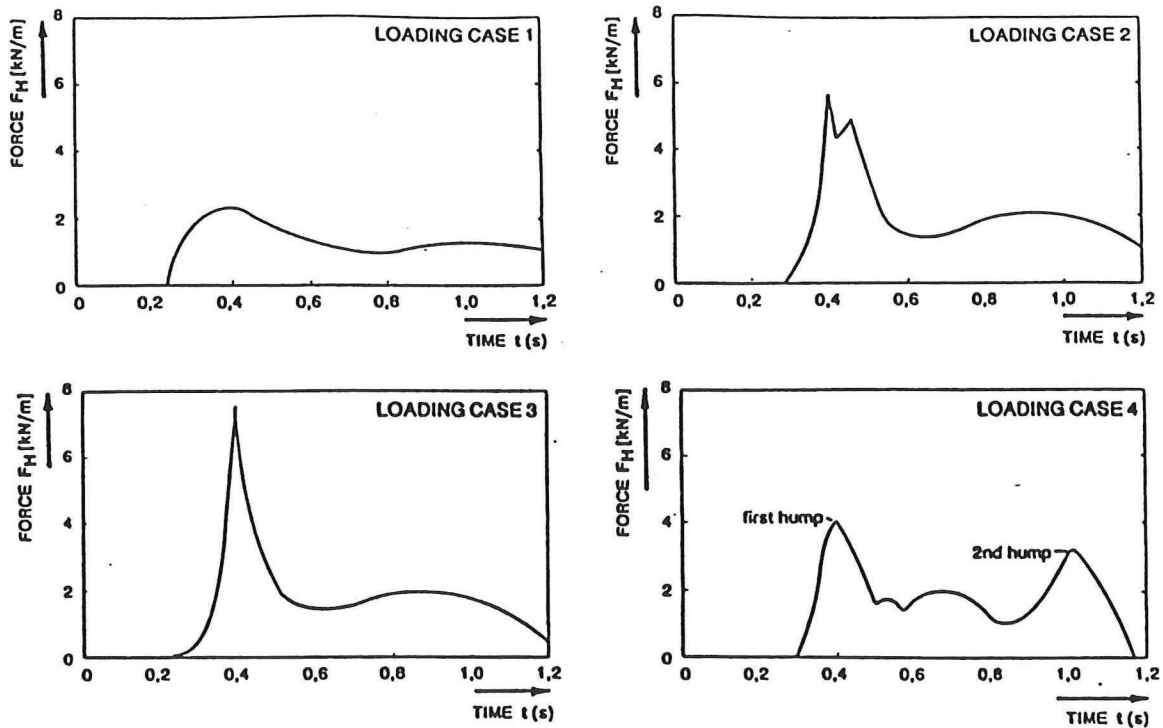 LOADING CASE 1
FORCE F_H [kN/m]
8
6
4
2
0
0 0,2 0,4 0,6 0,8 1,0 1,2
TIME t (s)
LOADING CASE 2
FORCE F_H [kN/m]
8
6
4
2
0
0 0,2 0,4 0,6 0,8 1,0 1,2
TIME t (s)
LOADING CASE 3
FORCE F_H [kN/m]
8
6
4
2
0
0 0,2 0,4 0,6 0,8 1,0 1,2
TIME t (s)
LOADING CASE 4
FORCE F_H [kN/m]
8
6
4
2
0
first hump
2nd hump
0 0,2 0,4 0,6 0,8 1,0 1,2
TIME t (s)